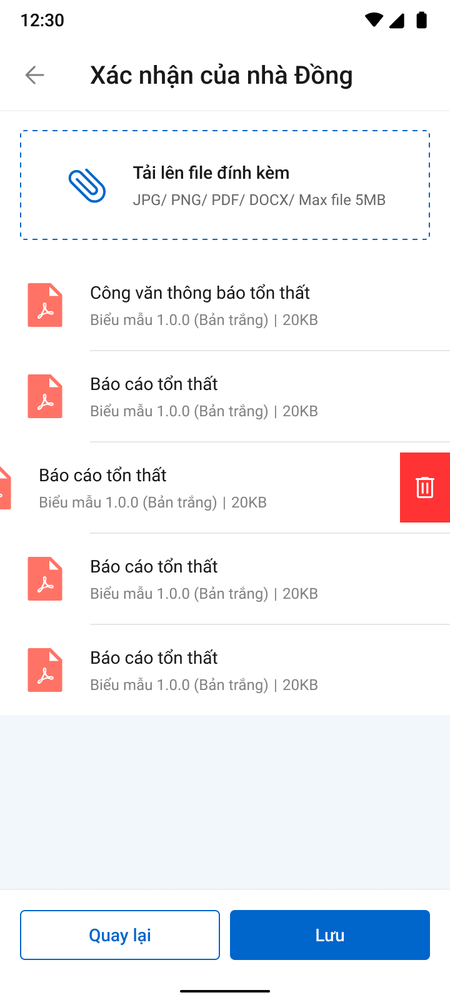 12:30
Xác nhận của nhà Đồng
Tải lên file đính kèm
JPG/ PNG/ PDF/ DOCX/ Max file 5MB
Công văn thông báo tổn thất
Biểu mẫu 1.0.0 (Bản trắng) | 20KB
Báo cáo tổn thất
Biểu mẫu 1.0.0 (Bản trắng) | 20KB
Báo cáo tổn thất
Biểu mẫu 1.0.0 (Bản trắng) | 20KB
Báo cáo tổn thất
Biểu mẫu 1.0.0 (Bản trắng) | 20KB
Báo cáo tổn thất
Biểu mẫu 1.0.0 (Bản trắng) | 20KB
Quay lại
Lưu